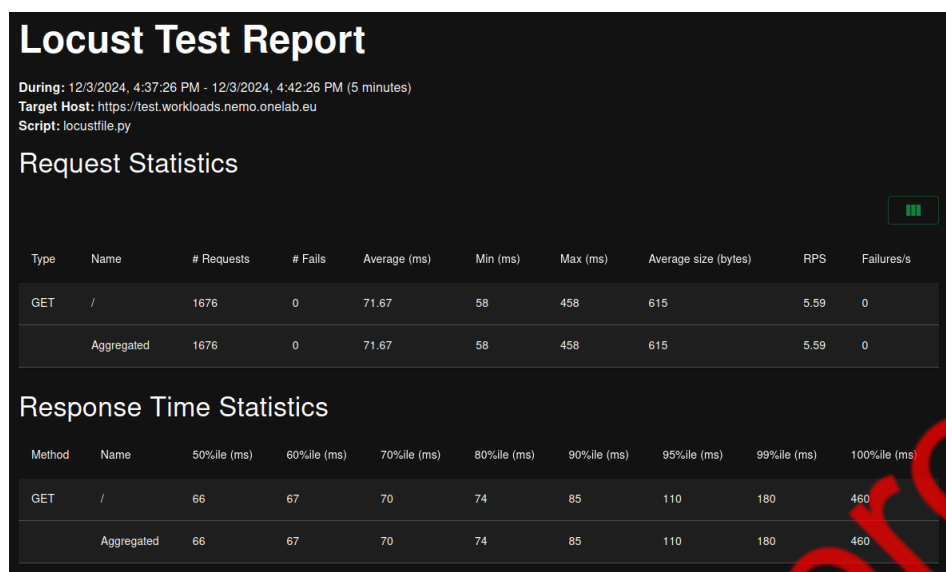 Locust Test Report
During: 12/3/2024, 4:37:26 PM - 12/3/2024, 4:42:26 PM (5 minutes)
Target Host: https://test.workloads.nemo.onelab.eu
Script: locustfile.py
Request Statistics
Type Name # Requests # Fails Average (ms) Min (ms) Max (ms) Average size (bytes) RPS Failures/s
GET / 1676 0 71.67 58 458 615 5.59 0
Aggregated 1676 0 71.67 58 458 615 5.59 0
Response Time Statistics
Method Name 50%ile (ms) 60%ile (ms) 70%ile (ms) 80%ile (ms) 90%ile (ms) 95%ile (ms) 99%ile (ms) 100%ile (ms)
GET / 66 67 70 74 85 110 180 460
Aggregated 66 67 70 74 85 110 180 460